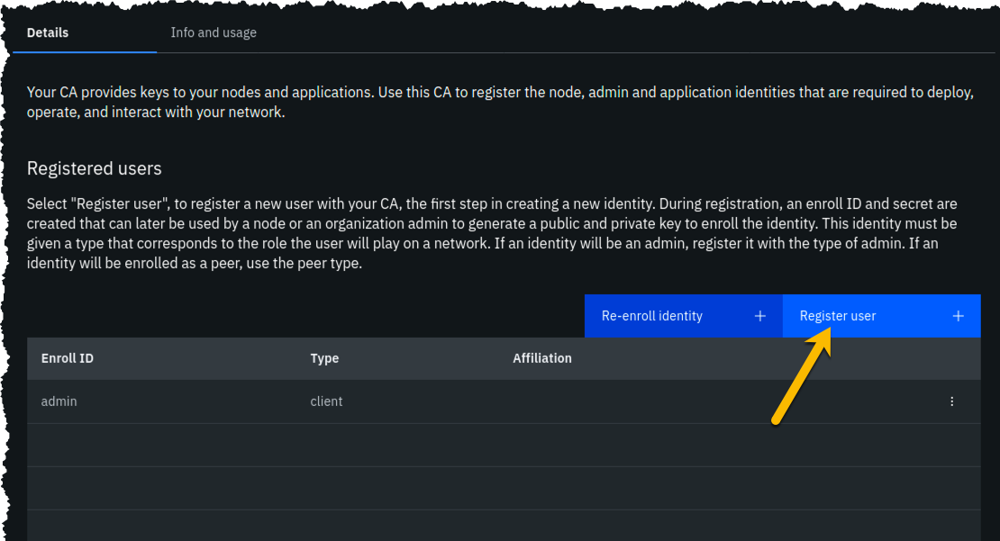 Details Info and usage
Your CA provides keys to your nodes and applications. Use this CA to register the node, admin and application identities that are required to deploy,
operate, and interact with your network.
Registered users
Select "Register user", to register a new user with your CA, the first step in creating a new identity. During registration, an enroll ID and secret are
created that can later be used by a node or an organization admin to generate a public and private key to enroll the identity. This identity must be
given a type that corresponds to the role the user will play on a network. If an identity will be an admin, register it with the type of admin. If an
identity will be enrolled as a peer, use the peer type.
Re-enroll identity + Register user +
Enroll ID Type Affiliation
admin client